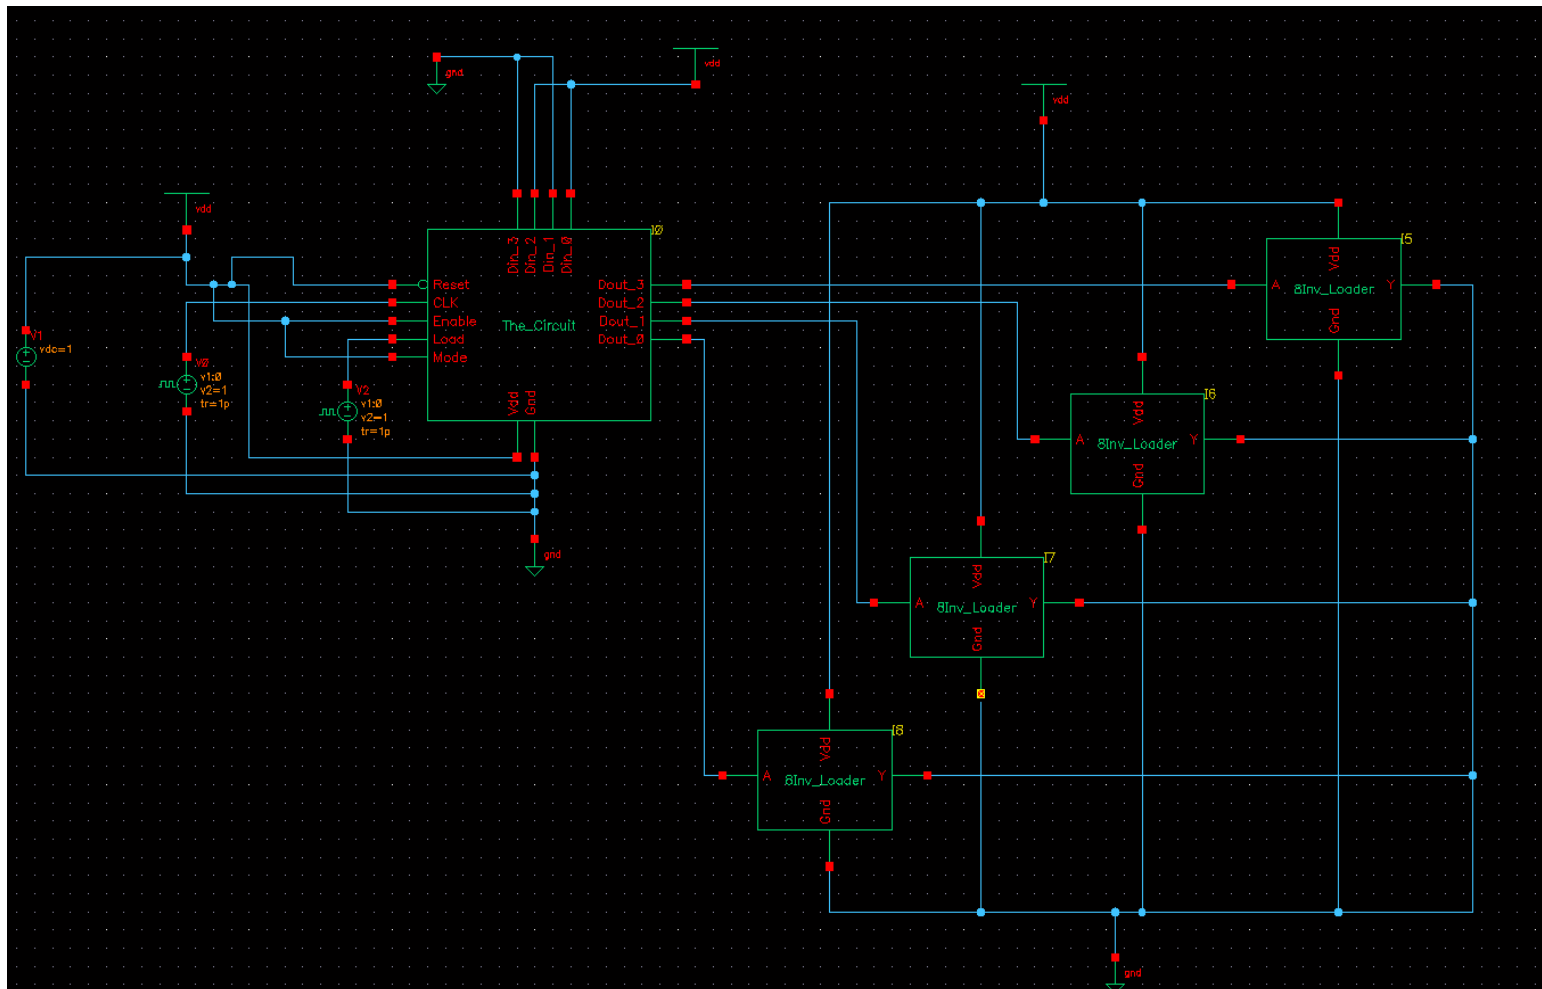 gnd
vdd
vdd
vdd
I0
Din_3
Din_2
Din_1
Din_0
Reset
CLK
Enable
Load
Mode
The_Circuit
Dout_3
Dout_2
Dout_1
Dout_0
Vdd
Gnd
V1
vdc=1
V0
v1:0
v2=1
tr=1p
V2
v1:0
v2=1
tr=1p
gnd
I5
Vdd
A
8Inv_Loader
Y
Gnd
I6
Vdd
A
8Inv_Loader
Y
Gnd
I7
Vdd
A
8Inv_Loader
Y
Gnd
I8
Vdd
A
8Inv_Loader
Y
Gnd
gnd